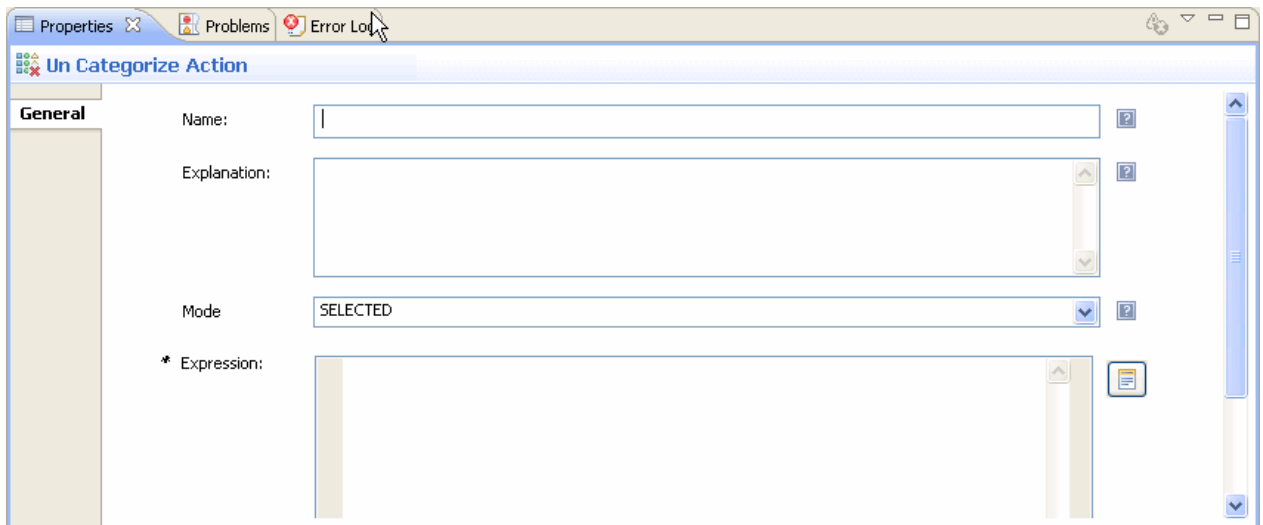 Properties Problems Error Lo
Un Categorize Action
General
Name:
Explanation:
Mode SELECTED
* Expression: